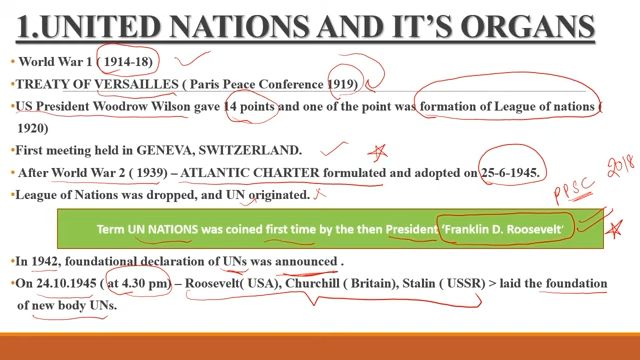 1.UNITED NATIONS AND IT'S ORGANS
World War 1 ( 1914-18)
TREATY OF VERSAILLES ( Paris Peace Conference 1919)
US President Woodrow Wilson gave 14 points and one of the point was formation of League of nations (
1920)
First meeting held in GENEVA, SWITZERLAND.
After World War 2 ( 1939) – ATLANTIC CHARTER formulated and adopted on 25-6-1945.
PPSC 2018
League of Nations was dropped, and UN originated.
Term UN NATIONS was coined first time by the then President 'Franklin D. Roosevelt'
In 1942, foundational declaration of UNs was announced .
On 24.10.1945 ( at 4.30 pm) – Roosevelt( USA), Churchill ( Britain), Stalin ( USSR) > laid the foundation
of new body UNs.